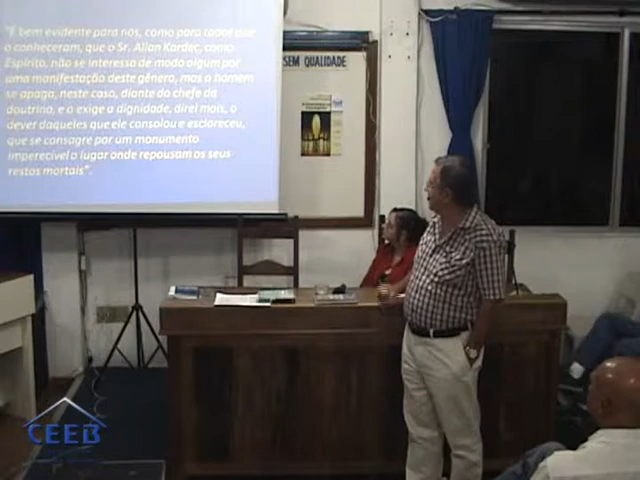 "É bem evidente para nós, como para todos que
o conheceram, que o Sr. Allan Kardec, como
Espírito, não se interessa de modo algum por
uma manifestação deste gênero, mas o homem
se apaga, neste caso, diante do chefe da
doutrina, e o exige a dignidade, direi mais, o
dever daqueles que ele consolou e esclareceu,
que se consagre por um monumento
imperecível o lugar onde repousam os seus
restos mortais".
SEM QUALIDADE
CEEB